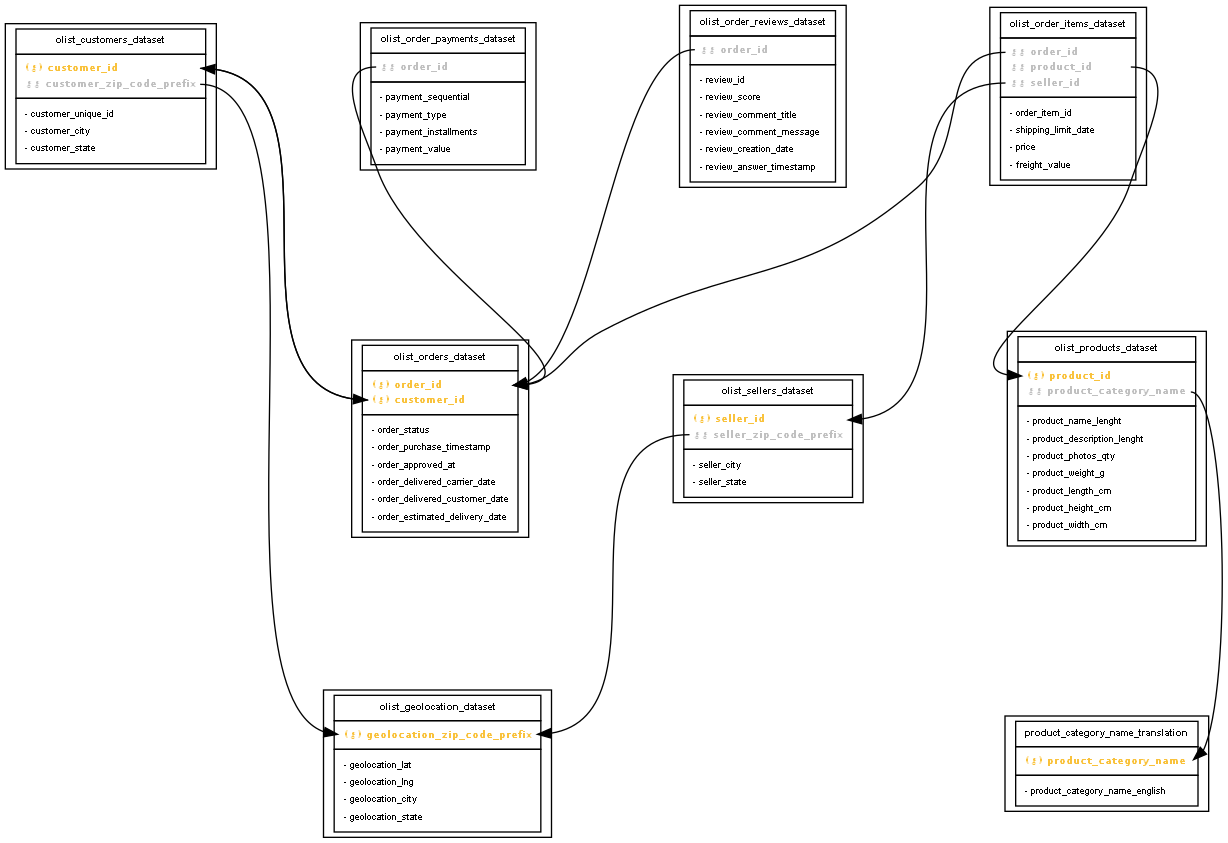 olist_customers_dataset
customer_id
customer_zip_code_prefix
- customer_unique_id
- customer_city
- customer_state
olist_order_payments_dataset
order_id
- payment_sequential
- payment_type
- payment_installments
- payment_value
olist_order_reviews_dataset
order_id
- review_id
- review_score
- review_comment_title
- review_comment_message
- review_creation_date
- review_answer_timestamp
olist_order_items_dataset
order_id
product_id
seller_id
- order_item_id
- shipping_limit_date
- price
- freight_value
olist_orders_dataset
order_id
customer_id
- order_status
- order_purchase_timestamp
- order_approved_at
- order_delivered_carrier_date
- order_delivered_customer_date
- order_estimated_delivery_date
olist_sellers_dataset
seller_id
seller_zip_code_prefix
- seller_city
- seller_state
olist_products_dataset
product_id
product_category_name
- product_name_lenght
- product_description_lenght
- product_photos_qty
- product_weight_g
- product_length_cm
- product_height_cm
- product_width_cm
olist_geolocation_dataset
geolocation_zip_code_prefix
- geolocation_lat
- geolocation_lng
- geolocation_city
- geolocation_state
product_category_name_translation
product_category_name
- product_category_name_english